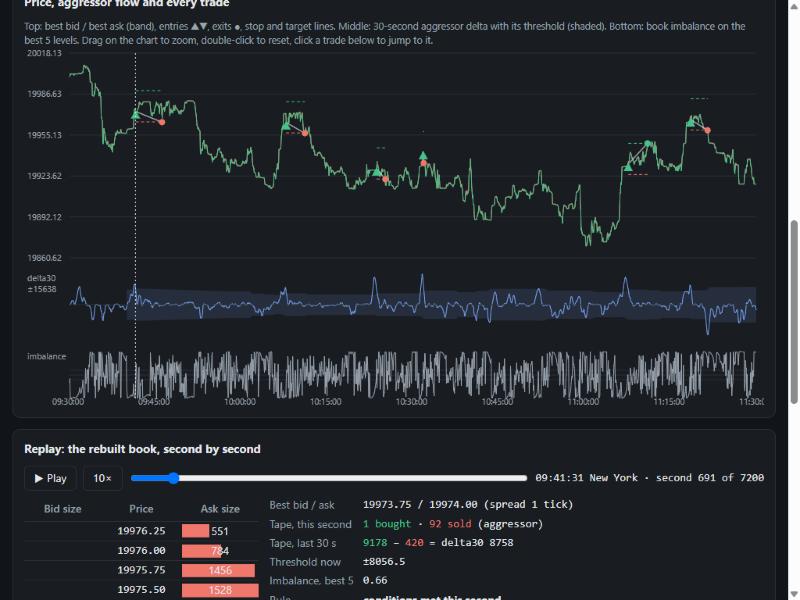 Price, aggressor flow and every trade
Top: best bid / best ask (band), entries ▲▼, exits ●, stop and target lines. Middle: 30-second aggressor delta with its threshold (shaded). Bottom: book imbalance on the
best 5 levels. Drag on the chart to zoom, double-click to reset, click a trade below to jump to it.
20018.13
19986.63
19955.13
19923.62
19892.12
19860.62
delta30
±15638
imbalance
09:30:00 09:45:00 10:00:00 10:15:00 10:30:00 10:45:00 11:00:00 11:15:00 11:30:0
Replay: the rebuilt book, second by second
▶ Play 10× 09:41:31 New York · second 691 of 7200
Bid size Price Ask size
19976.25 551
19976.00 784
19975.75 1456
19975.50 1528
Best bid / ask 19973.75 / 19974.00 (spread 1 tick)
Tape, this second 1 bought · 92 sold (aggressor)
Tape, last 30 s 9178 − 420 = delta30 8758
Threshold now ±8056.5
Imbalance, best 5 0.66
Rule conditions met this second